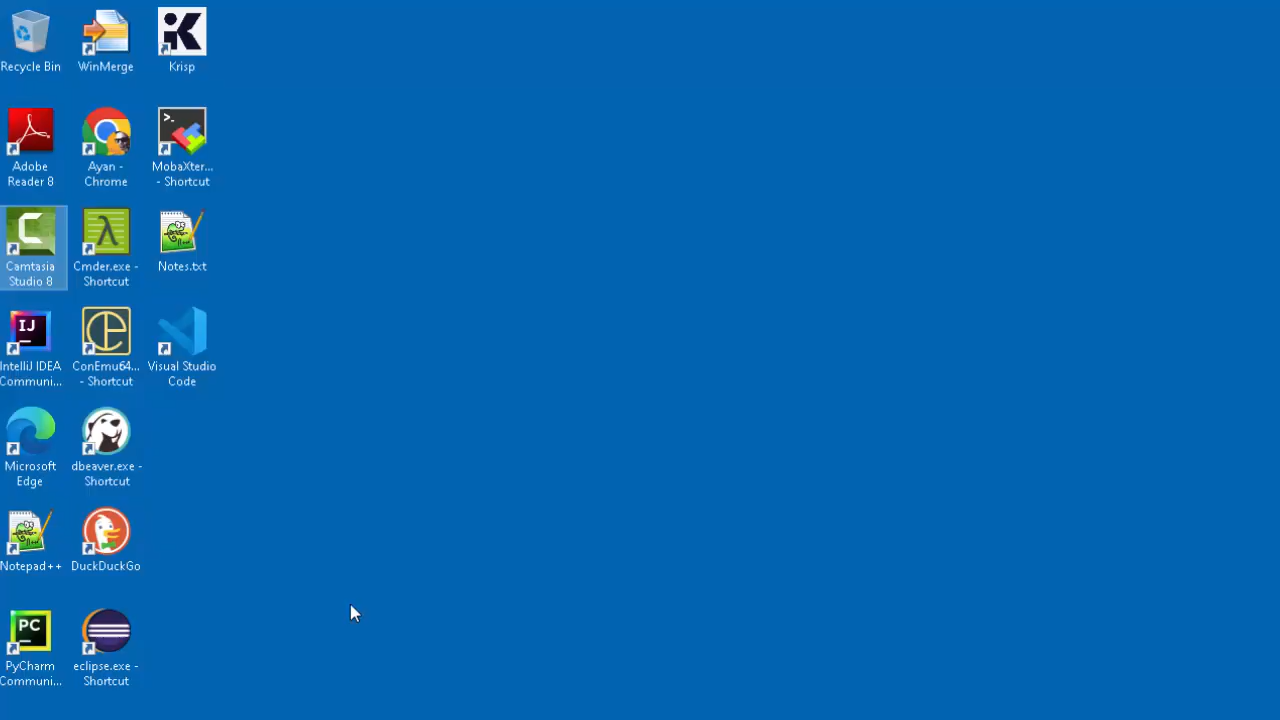 Recycle Bin
WinMerge
Krisp
Adobe
Reader 8
Ayan -
Chrome
>_
MobaXter...
- Shortcut
Camtasia
Studio 8
λ
Cmder.exe -
Shortcut
Notes.txt
IJ
IntelliJ IDEA
Communi...
ConEmu64...
- Shortcut
Visual Studio
Code
Microsoft
Edge
dbeaver.exe -
Shortcut
Notepad++
DuckDuckGo
PC
PyCharm
Communi...
eclipse.exe -
Shortcut